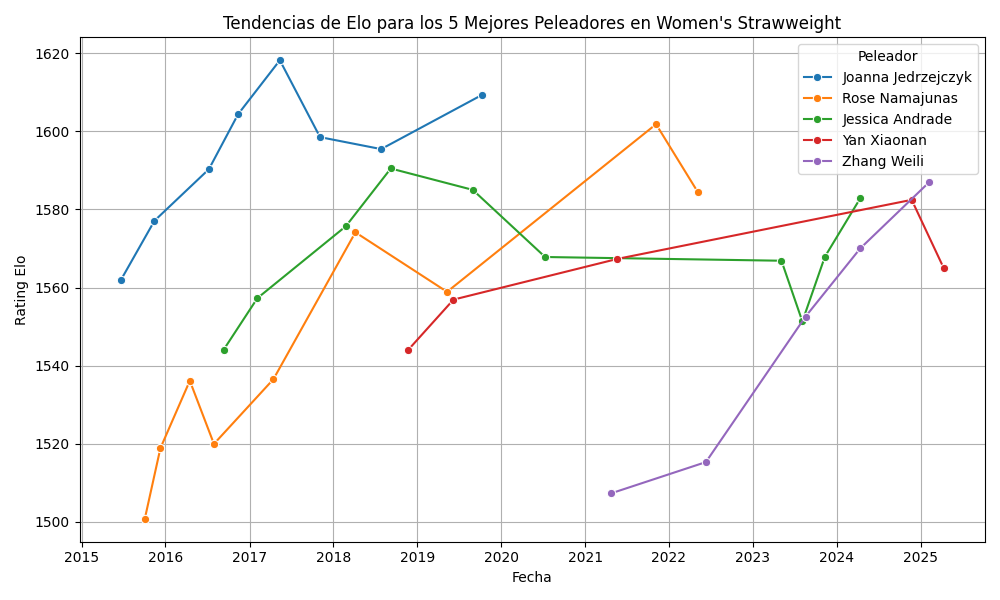 Tendencias de Elo para los 5 Mejores Peleadores en Women's Strawweight
Peleador
Joanna Jedrzejczyk
Rose Namajunas
Jessica Andrade
Yan Xiaonan
Zhang Weili
Rating Elo
1620
1600
1580
1560
1540
1520
1500
2015 2016 2017 2018 2019 2020 2021 2022 2023 2024 2025
Fecha